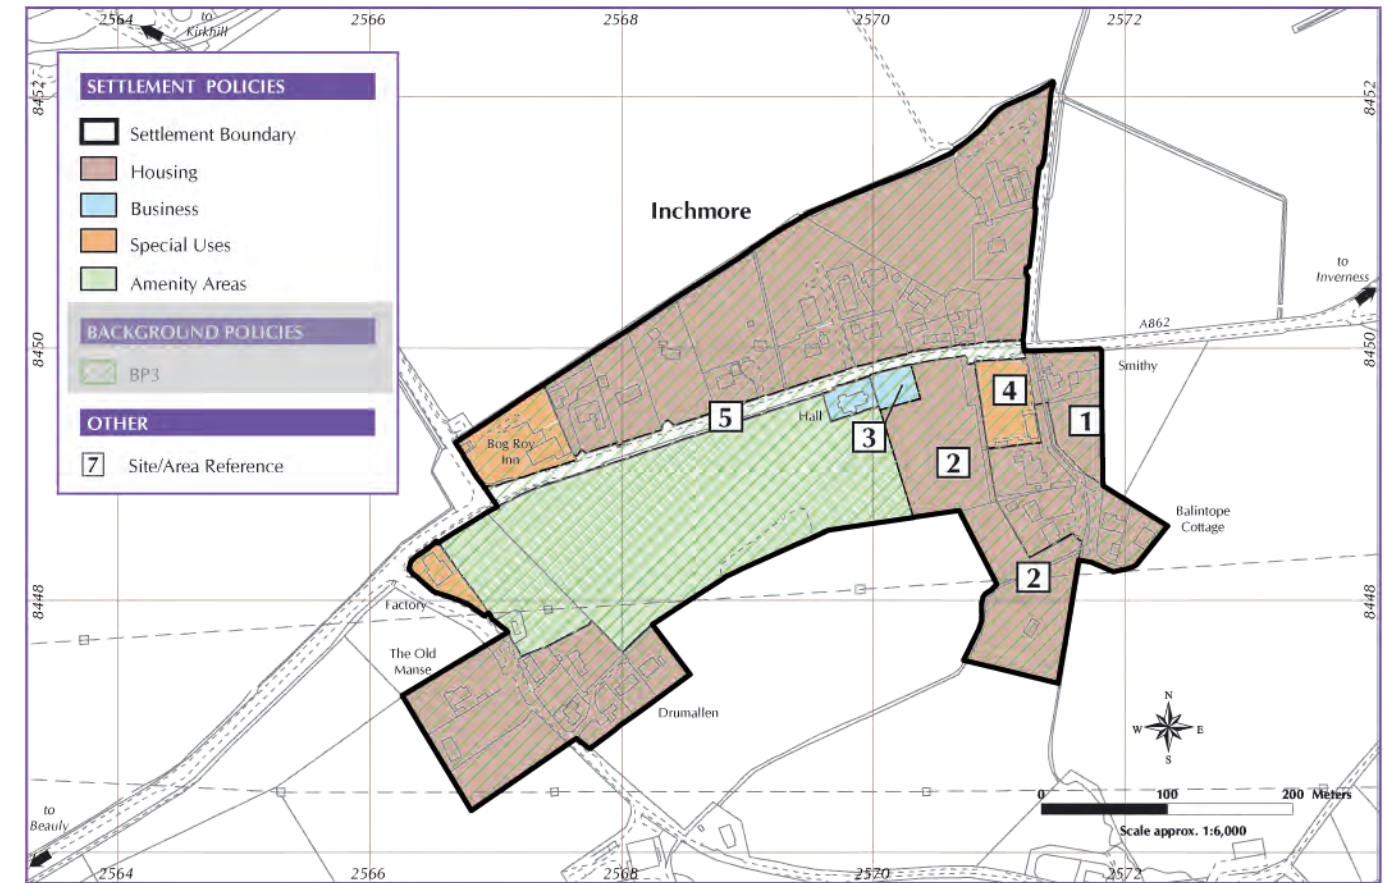 2564
2566
2568
2570
2572
to
Kirkhill
8452
8452
SETTLEMENT POLICIES
Settlement Boundary
Housing
Business
Special Uses
Amenity Areas
BACKGROUND POLICIES
BP3
OTHER
7 Site/Area Reference
Inchmore
to
Inverness
A862
8450
8450
Smithy
4
5
Hall
1
3
Bog Roy
Inn
2
Balintope
Cottage
2
8448
8448
Factory
The Old
Manse
Drumallen
N
W E
S
to
Beauly
0 100 200 Meters
Scale approx. 1:6,000
2564
2566
2568
2570
2572